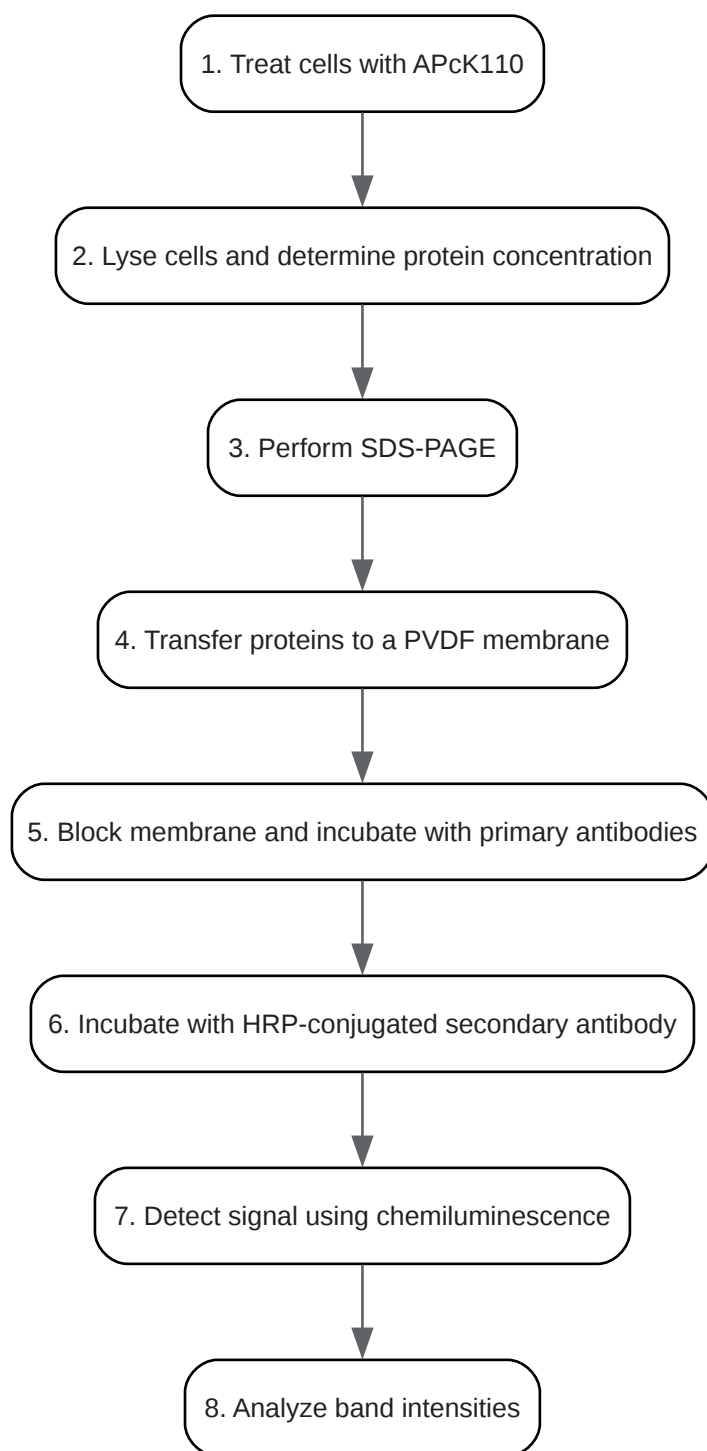 1. Treat cells with APcK110
2. Lyse cells and determine protein concentration
3. Perform SDS-PAGE
4. Transfer proteins to a PVDF membrane
5. Block membrane and incubate with primary antibodies
6. Incubate with HRP-conjugated secondary antibody
7. Detect signal using chemiluminescence
8. Analyze band intensities